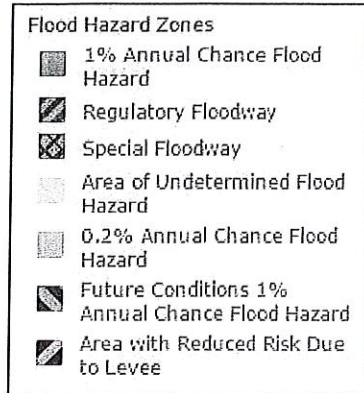 Flood Hazard Zones
1% Annual Chance Flood
Hazard
Regulatory Floodway
Special Floodway
Area of Undetermined Flood
Hazard
0.2% Annual Chance Flood
Hazard
Future Conditions 1%
Annual Chance Flood Hazard
Area with Reduced Risk Due
to Levee